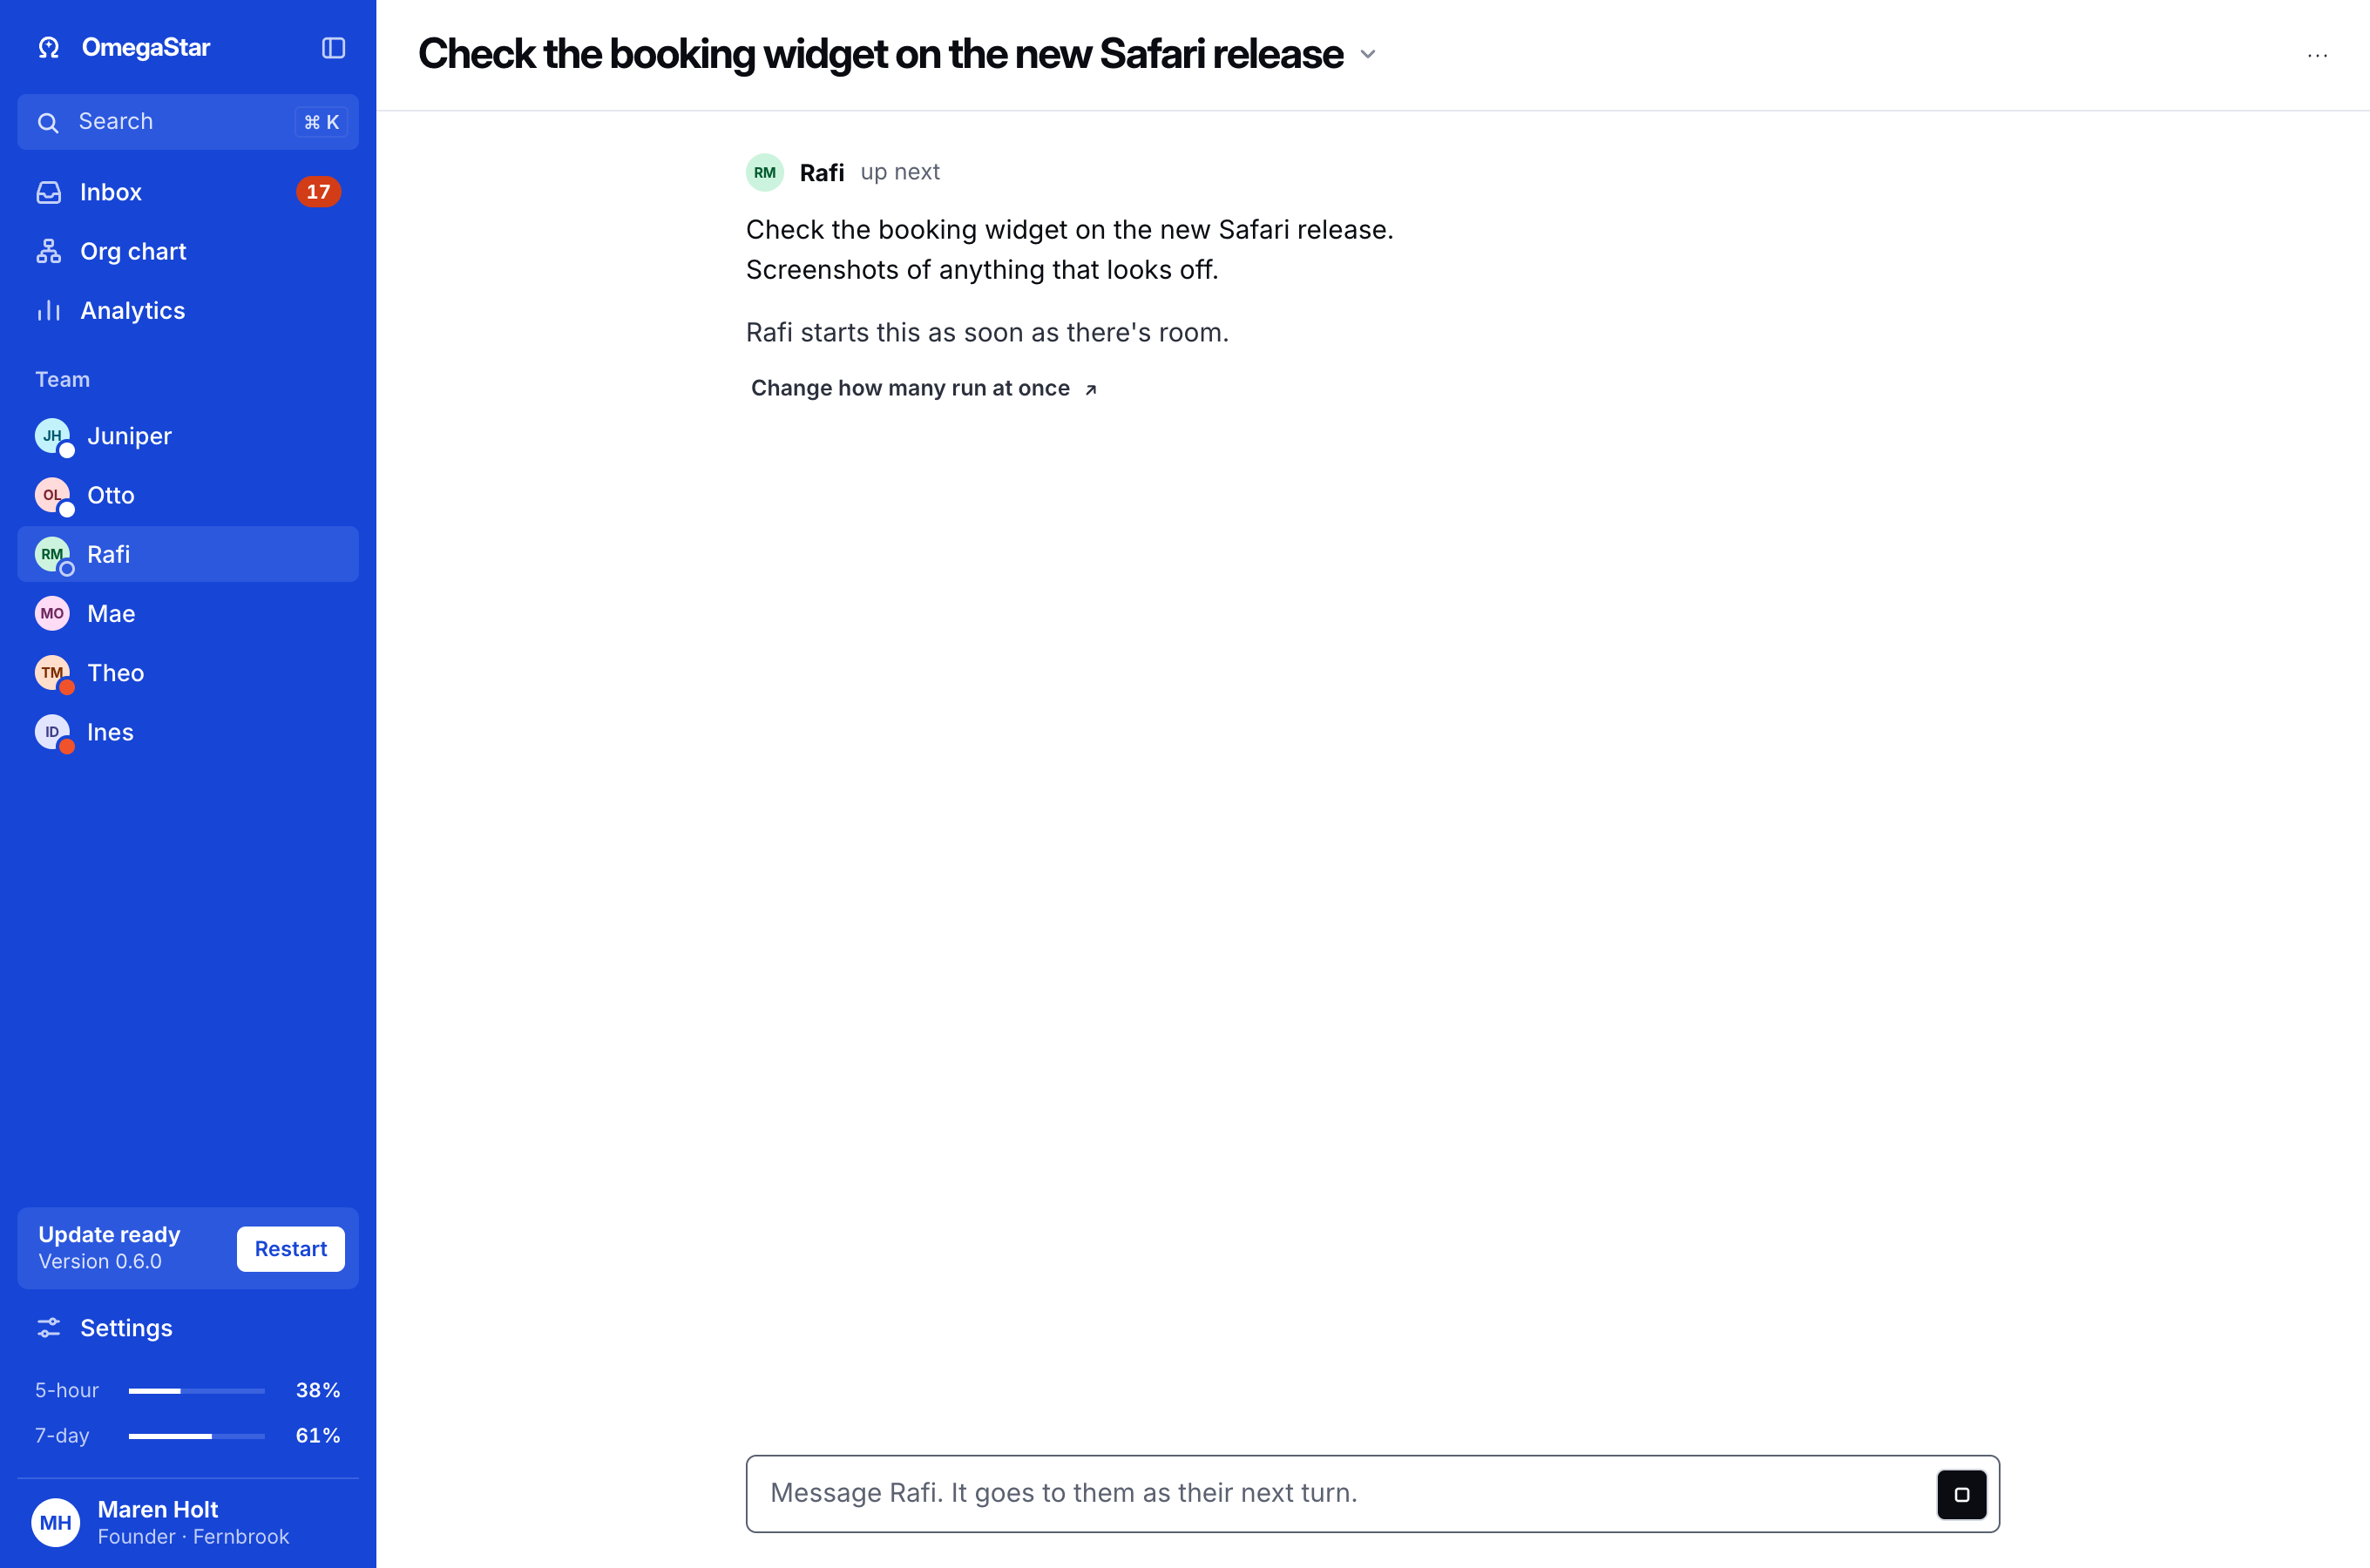 OmegaStar
Search ⌘ K
Inbox 17
Org chart
Analytics
Team
JH Juniper
OL Otto
RM Rafi
MO Mae
TM Theo
ID Ines
Update ready
Version 0.6.0
Restart
Settings
5-hour 38%
7-day 61%
MH Maren Holt
Founder · Fernbrook
Check the booking widget on the new Safari release
RM Rafi up next
Check the booking widget on the new Safari release.
Screenshots of anything that looks off.
Rafi starts this as soon as there's room.
Change how many run at once
Message Rafi. It goes to them as their next turn.